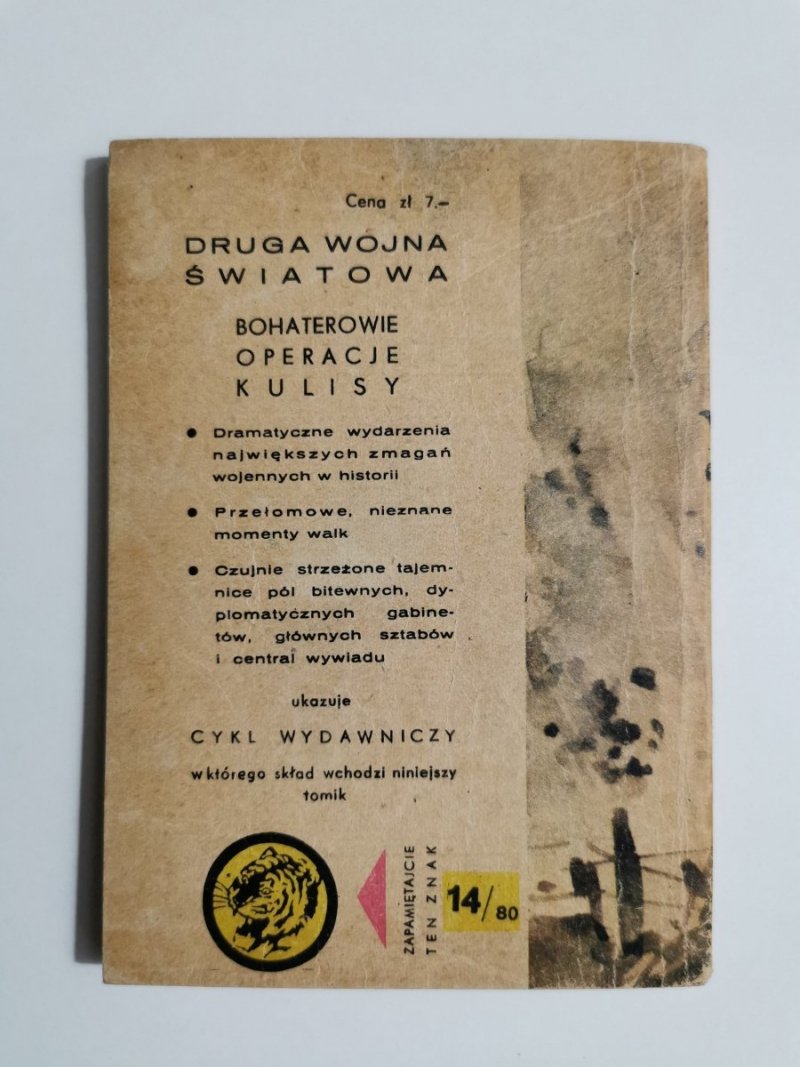 Cena zł 7.–
DRUGA WOJNA
ŚWIATOWA
BOHATEROWIE
OPERACJE
KULISY
● Dramatyczne wydarzenia
największych zmagań
wojennych w historii
● Przełomowe, nieznane
momenty walk
● Czujnie strzeżone tajem-
nice pól bitewnych, dy-
plomatycznych gabine-
tów, głównych sztabów
i central wywiadu
ukazuje
CYKL WYDAWNICZY
w którego skład wchodzi niniejszy
tomik
ZAPAMIĘTAJCIE
TEN ZNAK
14/80